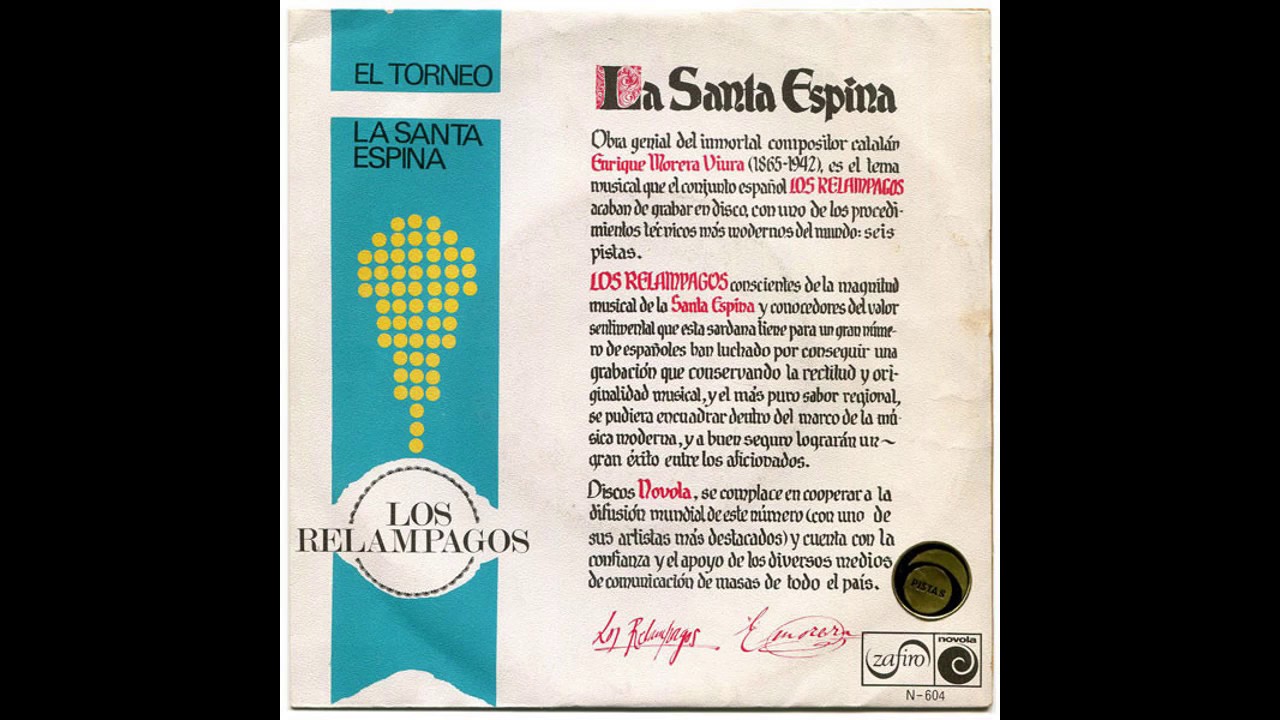 EL TORNEO
LA SANTA
ESPINA
LOS
RELAMPAGOS
La Santa Espina
Obra genial del inmortal compositor catalán
Enrique Morera Viura (1865-1942), es el tema
musical que el conjunto español LOS RELAMPAGOS
acaban de grabar en disco, con uno de los procedi-
mientos técnicos más modernos del mundo: seis
pistas.
LOS RELAMPAGOS conscientes de la magnitud
musical de la Santa Espina y conocedores del valor
sentimental que esta sardana tiene para un gran núme-
ro de españoles han luchado por conseguir una
grabación que conservando la rectitud y ori-
ginalidad musical, y el más puro sabor regional,
se pudiera encuadrar dentro del marco de la mú-
sica moderna, y a buen seguro lograrán un~
gran éxito entre los aficionados.
Discos Novola, se complace en cooperar a la
difusión mundial de este número (con uno de
sus artistas más destacados) y cuenta con la
confianza y el apoyo de los diversos medios
de comunicación de masas de todo el país.
Los Relampagos
E Morera
6 PISTAS
zafiro
novola
N-604